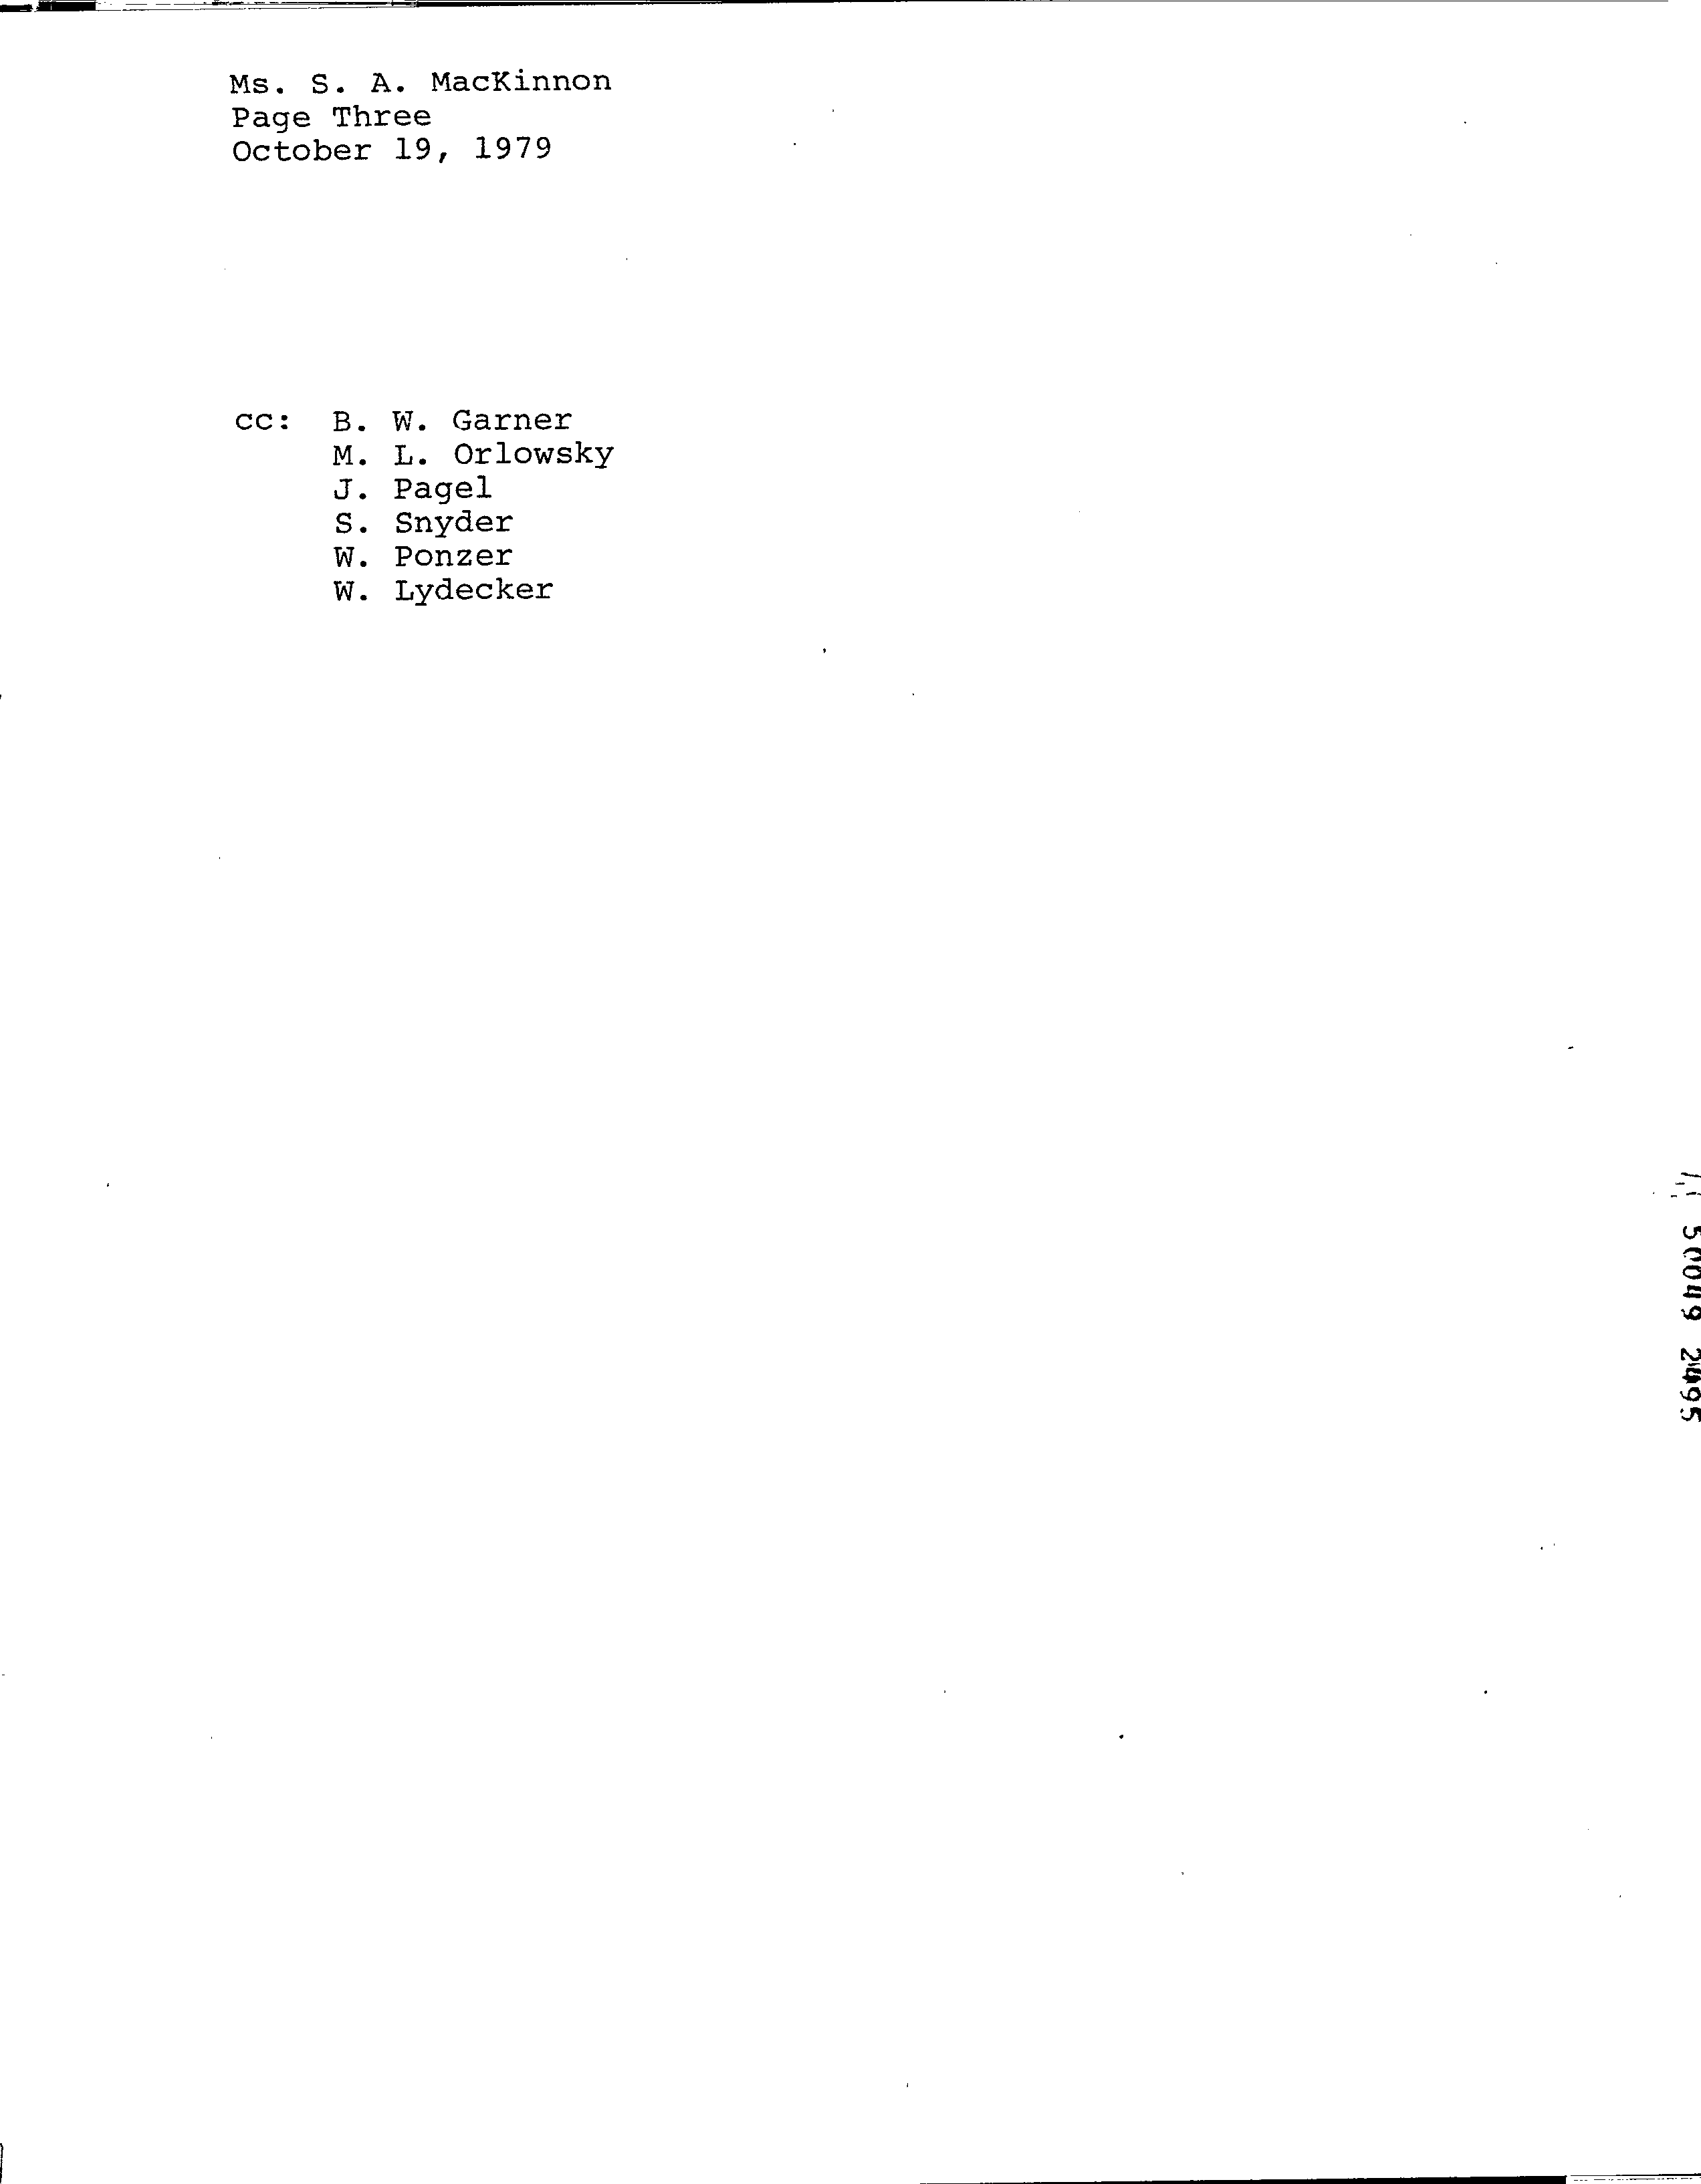 Ms. S. A. MacKinnon
Page Three
October 19, 1979
cc: B. W. Garner
M. L. Orlowsky
J. Pagel
S. Snyder
W. Ponzer
W. Lydecker
50049 2495